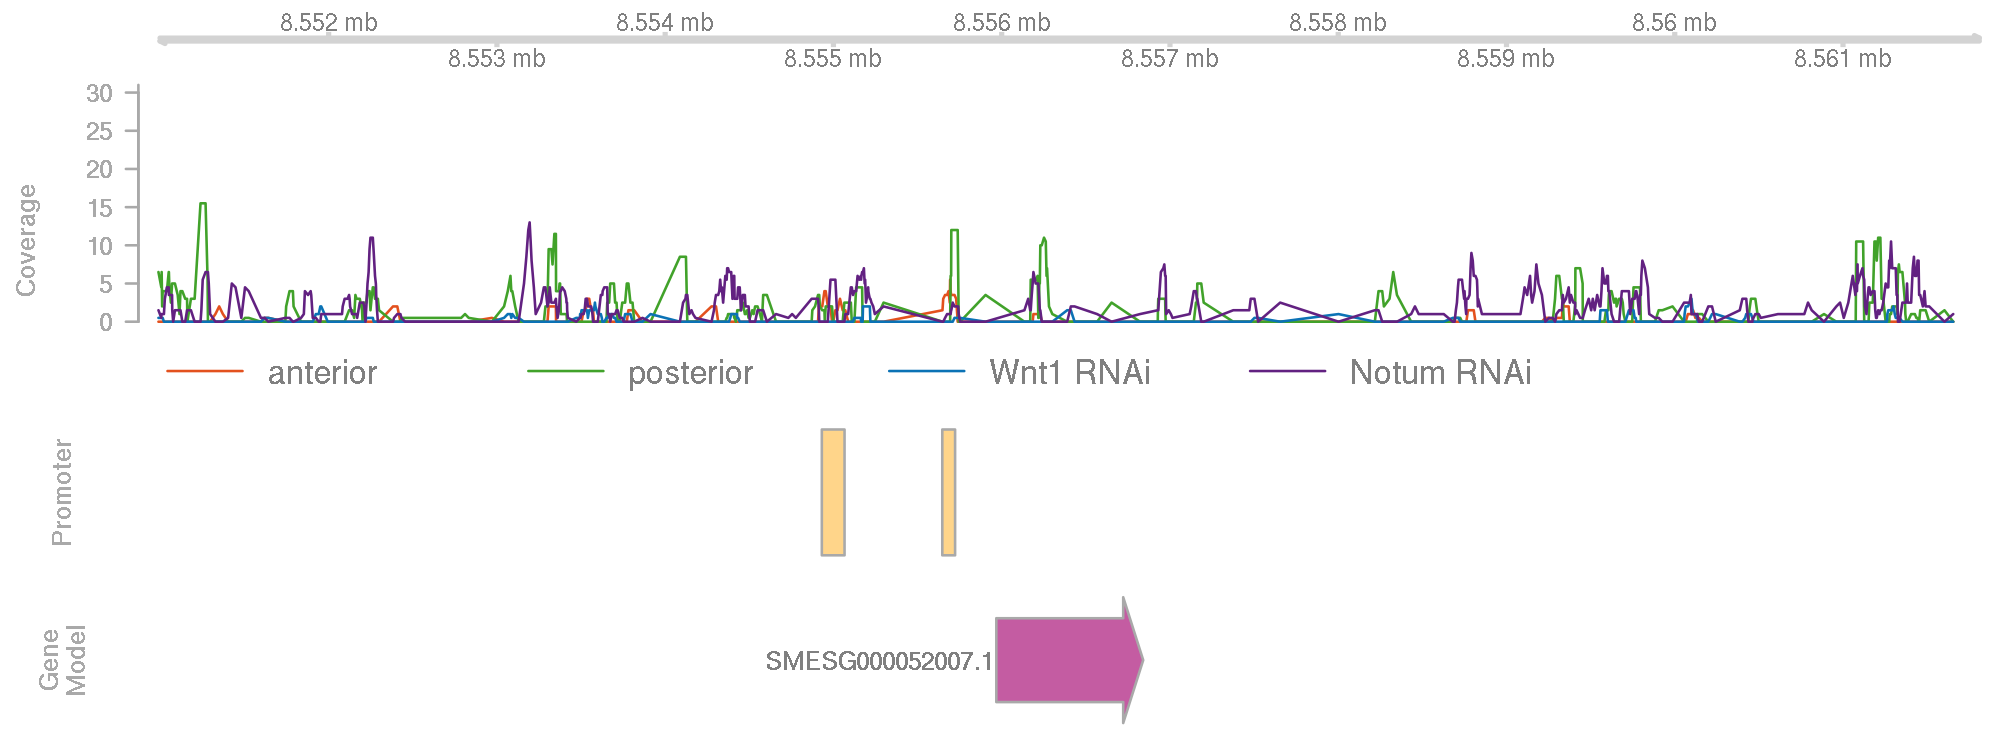 8.552 mb 8.554 mb 8.556 mb 8.558 mb 8.56 mb
8.553 mb 8.555 mb 8.557 mb 8.559 mb 8.561 mb
30
25
20
15
10
5
0
Coverage
anterior posterior Wnt1 RNAi Notum RNAi
Promoter
Gene
Model
SMESG000052007.1